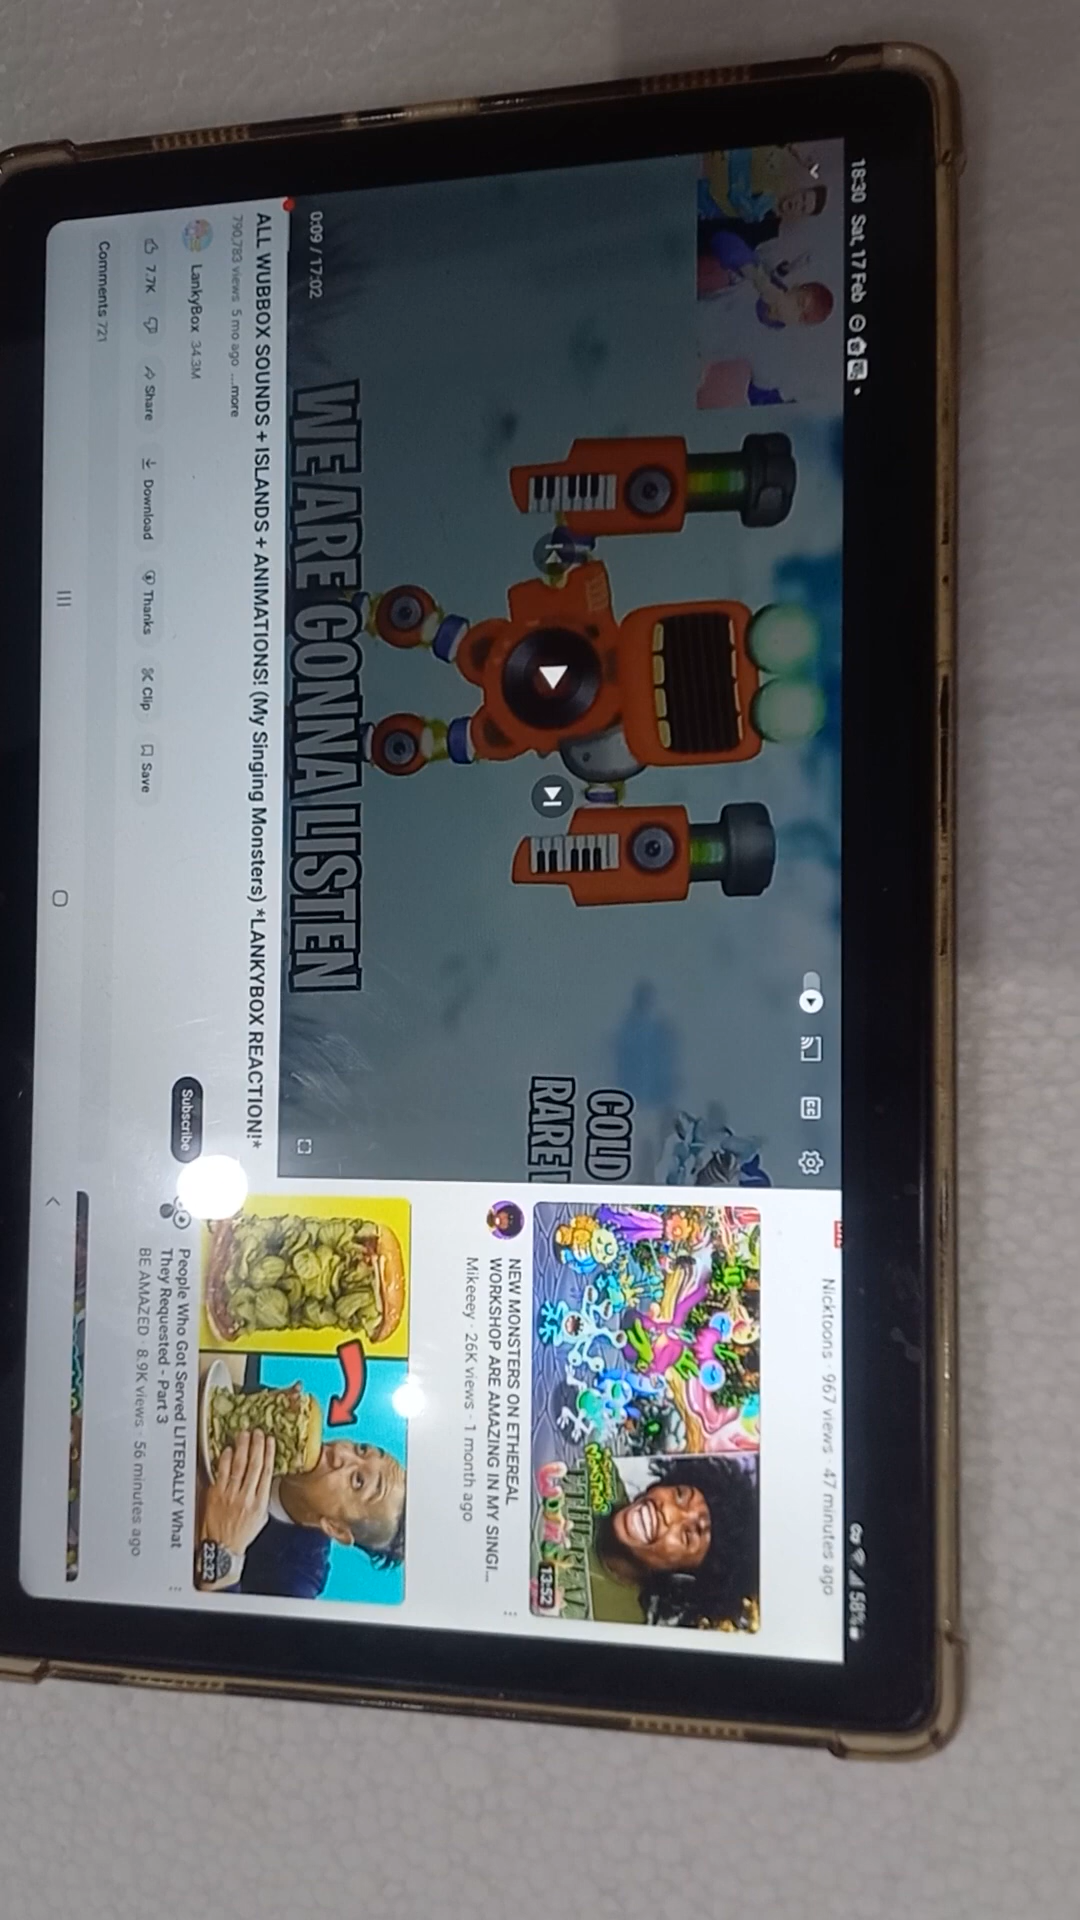 18:30 Sat, 17 Feb
58%
COLD
RARE
WE ARE GONNA LISTEN
0:09 / 17:02
ALL WUBBOX SOUNDS + ISLANDS + ANIMATIONS! (My Singing Monsters) *LANKYBOX REACTION!*
790,783 views 5 mo ago ...more
LankyBox 34.3M
Subscribe
7.7K
Share
Download
Thanks
Clip
Save
Comments 721
Nicktoons · 967 views · 47 minutes ago
MONSTERS
13:52
NEW MONSTERS ON ETHEREAL
WORKSHOP ARE AMAZING IN MY SINGI...
Mikeeey · 26K views · 1 month ago
23:32
People Who Got Served LITERALLY What
They Requested - Part 3
BE AMAZED · 8.9K views · 56 minutes ago